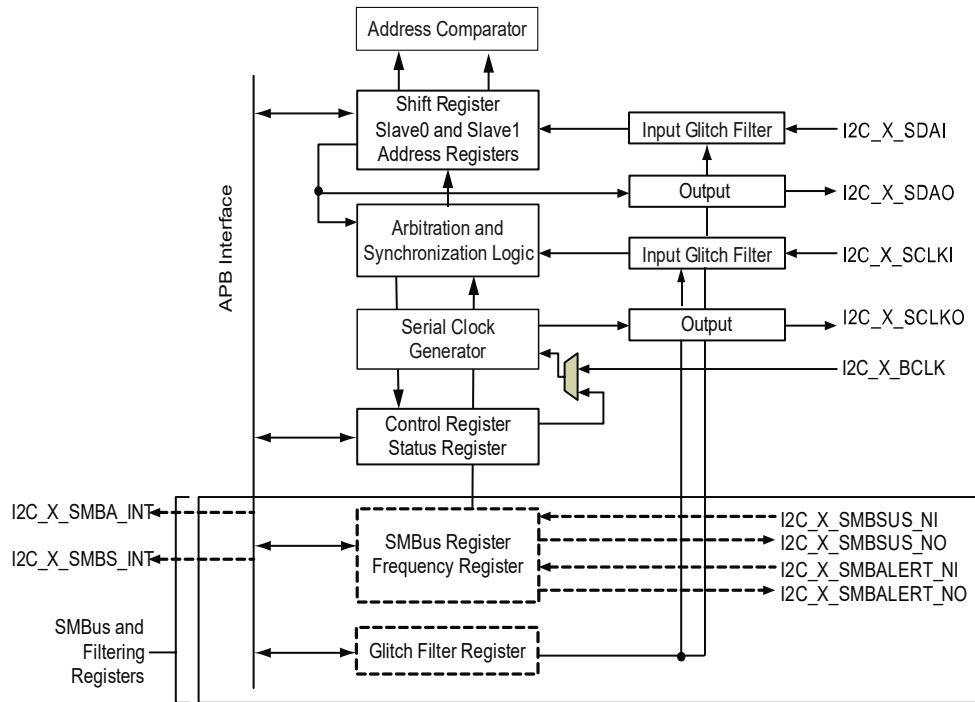 Address Comparator
Shift Register
Slave0 and Slave1
Address Registers
Input Glitch Filter
I2C_X_SDAI
Output
I2C_X_SDAO
APB Interface
Arbitration and
Synchronization Logic
Input Glitch Filter
I2C_X_SCLKI
Serial Clock
Generator
Output
I2C_X_SCLKO
I2C_X_BCLK
Control Register
Status Register
I2C_X_SMBA_INT
I2C_X_SMBS_INT
SMBus Register
Frequency Register
I2C_X_SMBSUS_NI
I2C_X_SMBSUS_NO
I2C_X_SMBALERT_NI
I2C_X_SMBALERT_NO
SMBus and
Filtering
Registers
Glitch Filter Register